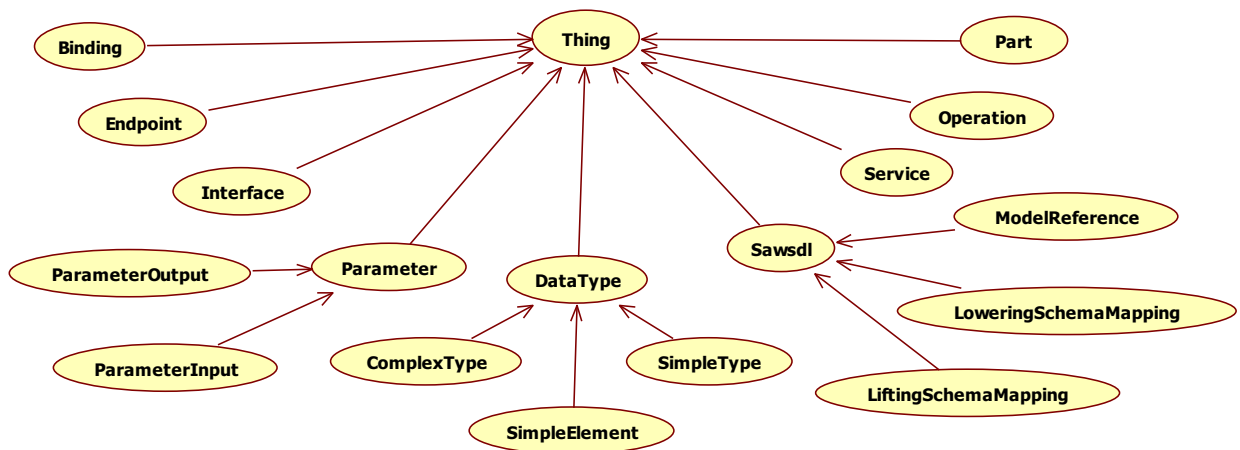 Thing
Part
Binding
Operation
Endpoint
Service
Interface
ModelReference
Sawsdl
Parameter
ParameterOutput
DataType
LoweringSchemaMapping
ComplexType
SimpleType
ParameterInput
LiftingSchemaMapping
SimpleElement